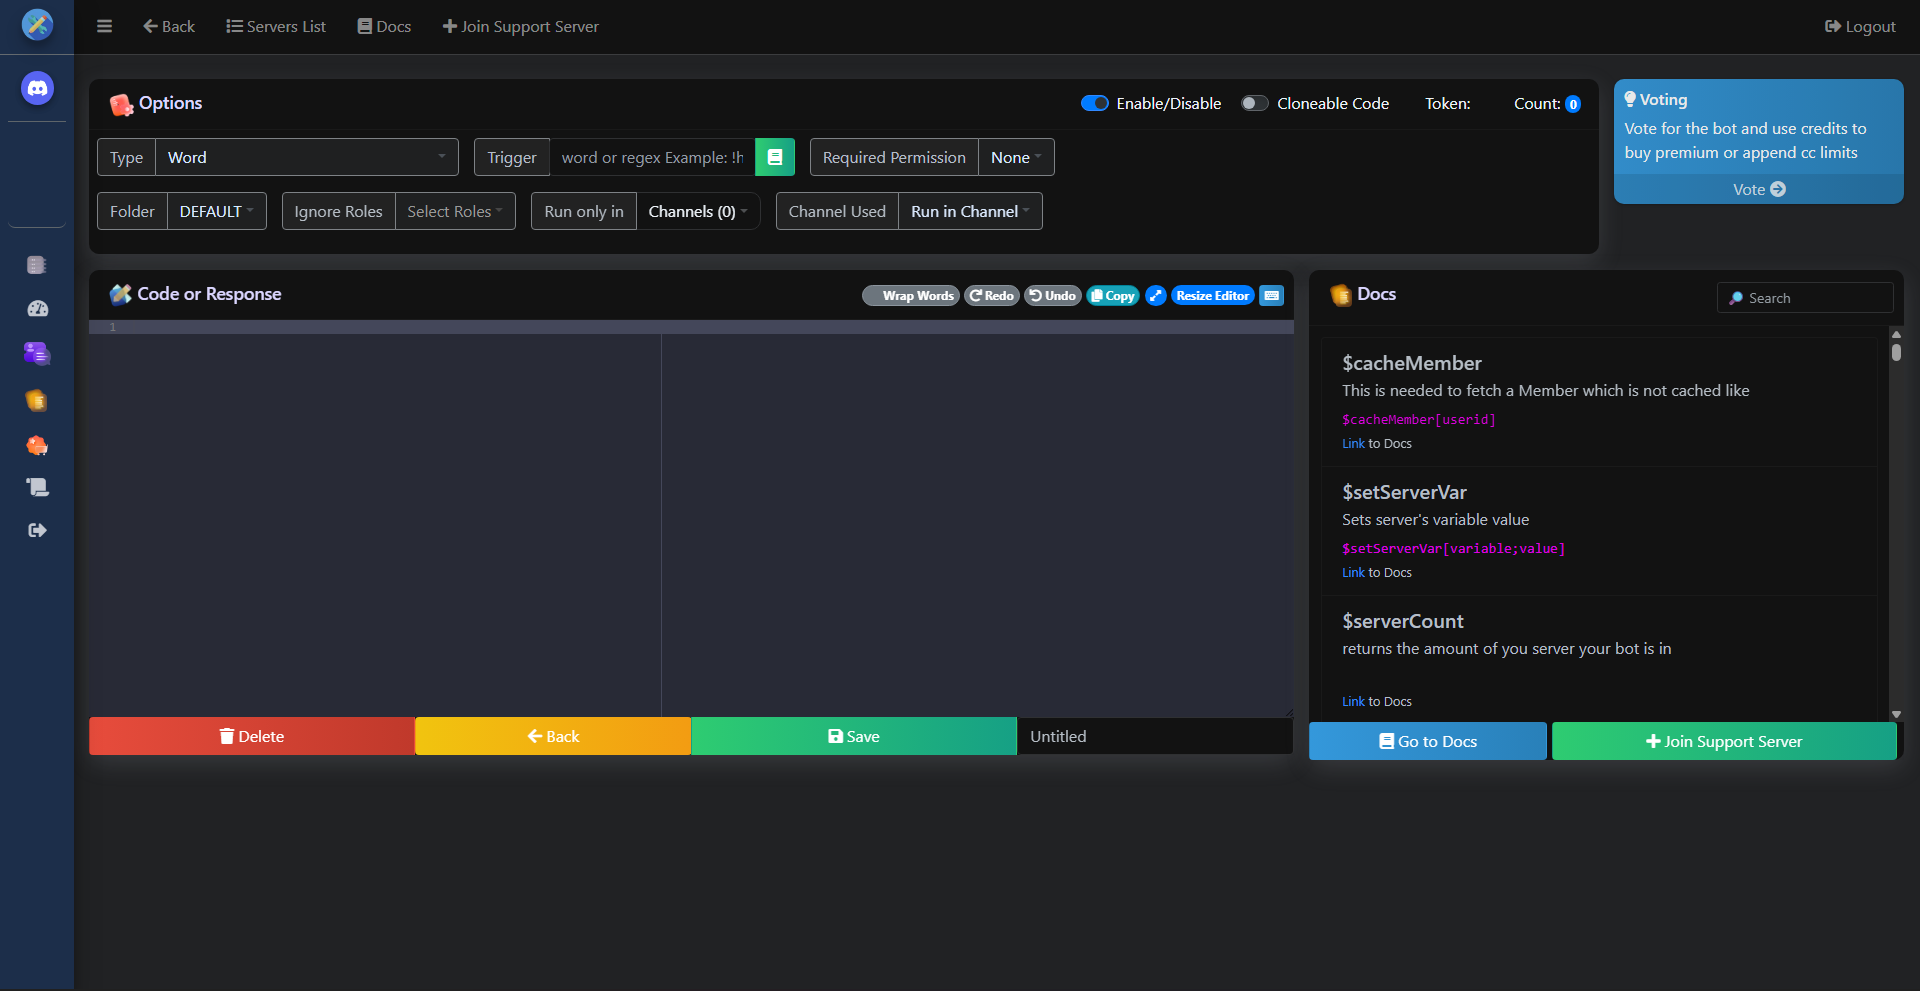 Back Servers List Docs Join Support Server Logout
Options Enable/Disable Cloneable Code Token: Count: 0
Type Word Trigger word or regex Example: !h Required Permission None
Folder DEFAULT Ignore Roles Select Roles Run only in Channels (0) Channel Used Run in Channel
Voting
Vote for the bot and use credits to
buy premium or append cc limits
Vote
Code or Response Wrap Words Redo Undo Copy Resize Editor
1
Delete Back Save Untitled
Docs Search
$cacheMember
This is needed to fetch a Member which is not cached like
$cacheMember[userid]
Link to Docs
$setServerVar
Sets server's variable value
$setServerVar[variable;value]
Link to Docs
$serverCount
returns the amount of you server your bot is in
Link to Docs
Go to Docs Join Support Server